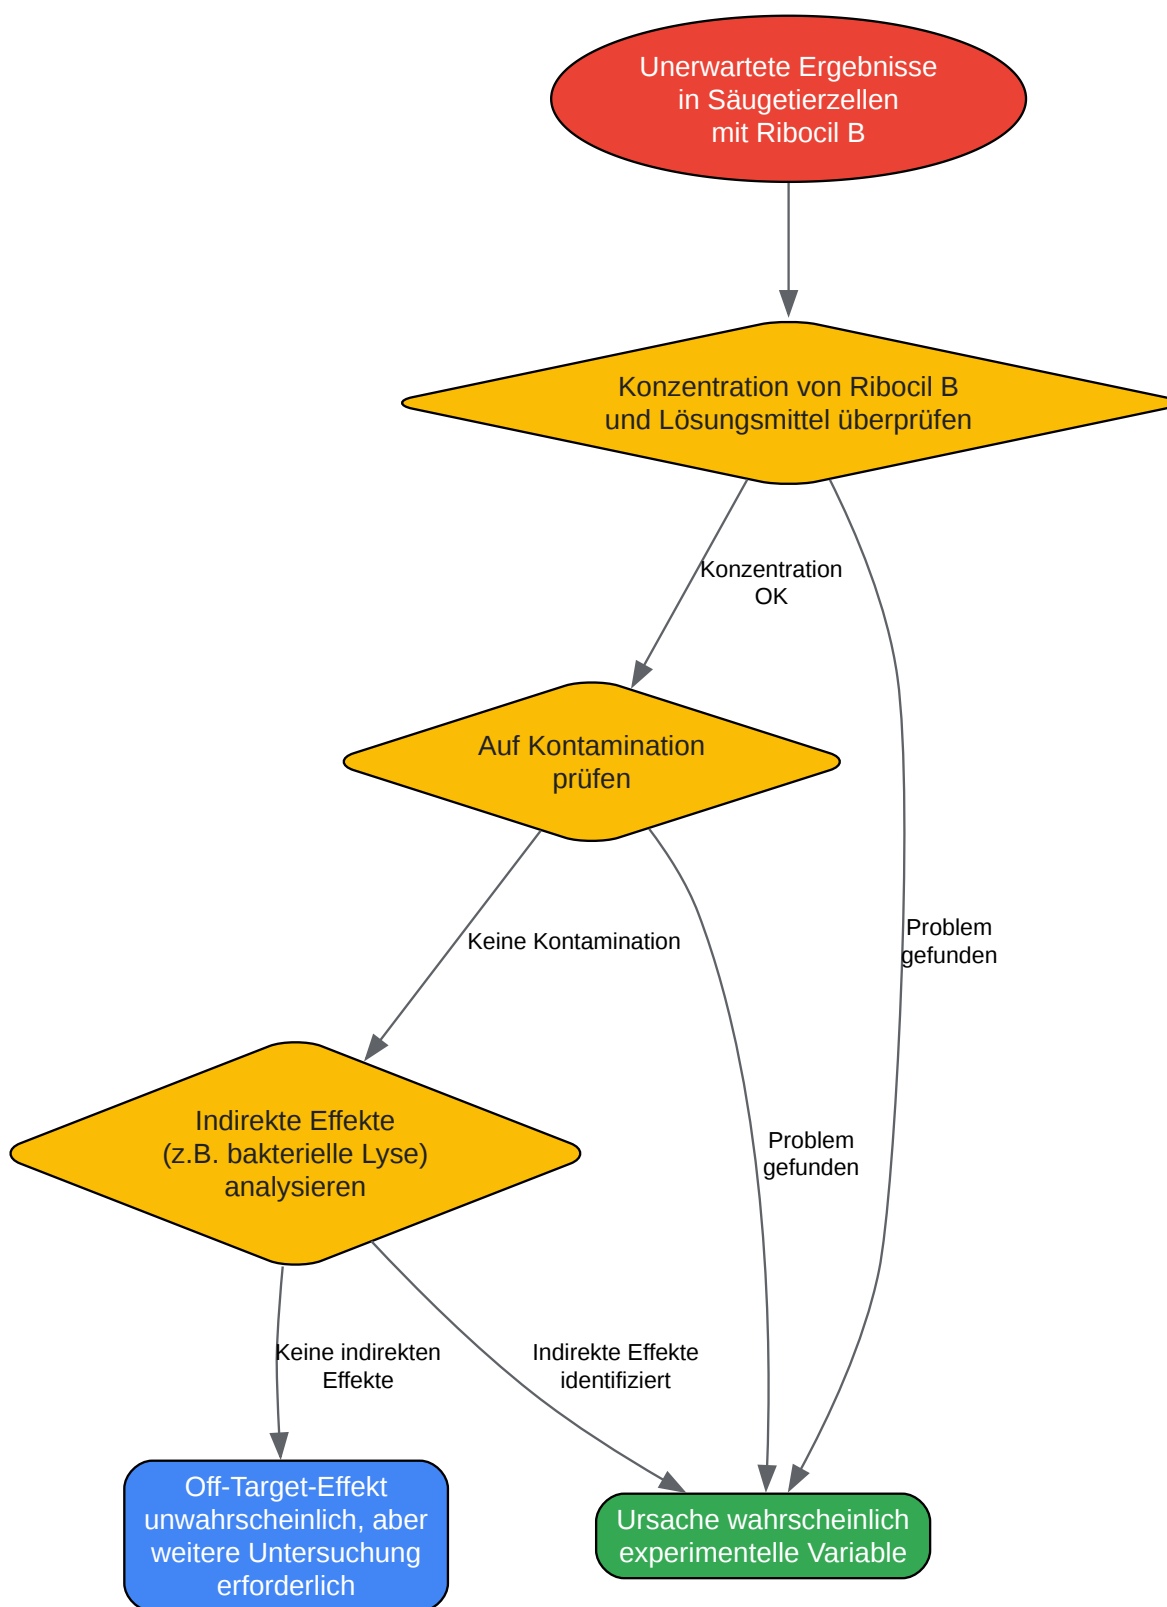 Unerwartete Ergebnisse
in Säugetierzellen
mit Ribocil B
Konzentration von Ribocil B
und Lösungsmittel überprüfen
Konzentration
OK
Auf Kontamination
prüfen
Keine Kontamination
Problem
gefunden
Indirekte Effekte
(z.B. bakterielle Lyse)
analysieren
Problem
gefunden
Keine indirekten
Effekte
Indirekte Effekte
identifiziert
Off-Target-Effekt
unwahrscheinlich, aber
weitere Untersuchung
erforderlich
Ursache wahrscheinlich
experimentelle Variable